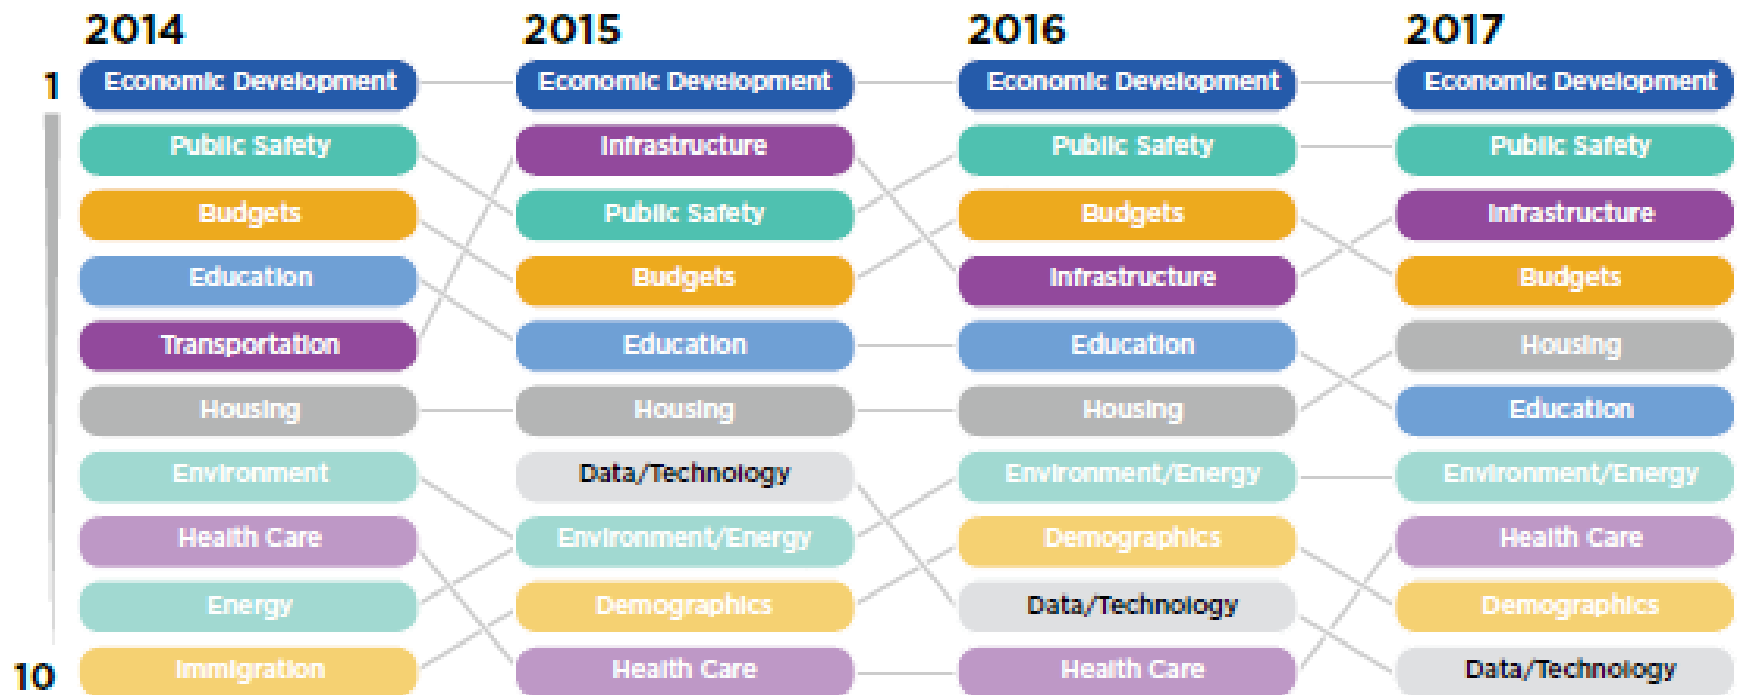 2014 2015 2016 2017
1 Economic Development Economic Development Economic Development Economic Development
Public Safety Infrastructure Public Safety Public Safety
Budgets Public Safety Budgets Infrastructure
Education Budgets Infrastructure Budgets
Transportation Education Education Housing
Housing Housing Housing Education
Environment Data/Technology Environment/Energy Environment/Energy
Health Care Environment/Energy Demographics Health Care
Energy Demographics Data/Technology Demographics
10 Immigration Health Care Health Care Data/Technology